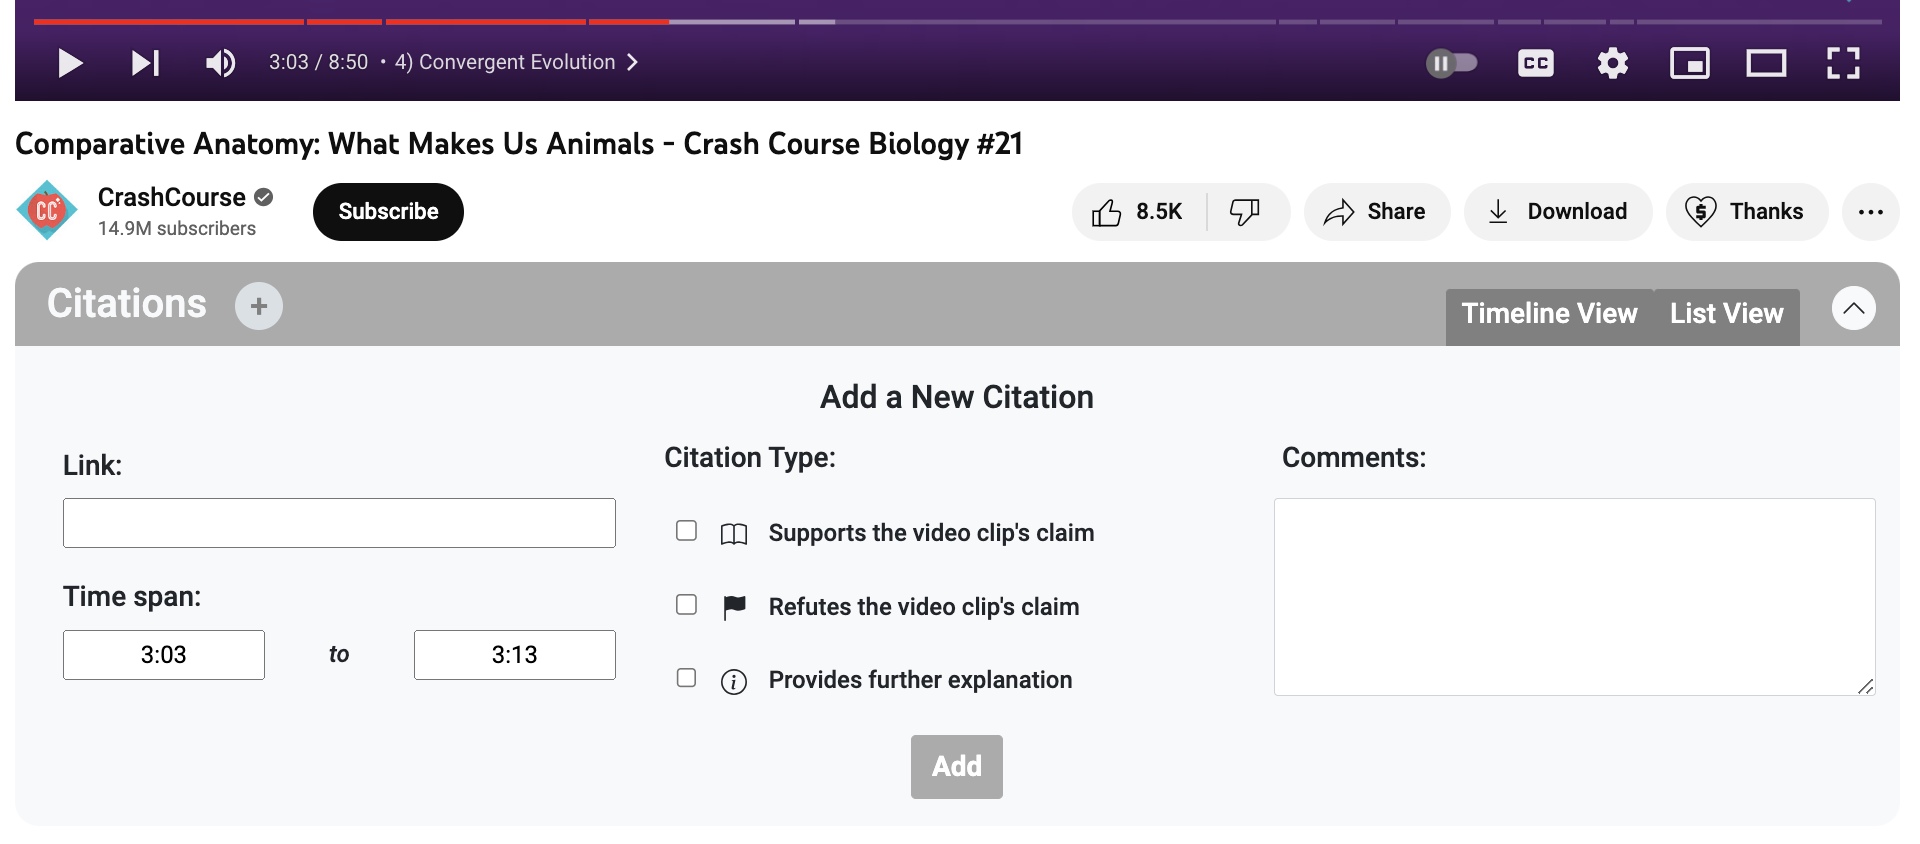 3:03 / 8:50 • 4) Convergent Evolution
CC
Comparative Anatomy: What Makes Us Animals - Crash Course Biology #21
CC
CrashCourse
14.9M subscribers
Subscribe
8.5K
Share
Download
$
Thanks
Citations
+
Timeline View
List View
Add a New Citation
Link:
Citation Type:
Comments:
Supports the video clip's claim
Time span:
Refutes the video clip's claim
3:03 to 3:13
i
Provides further explanation
Add